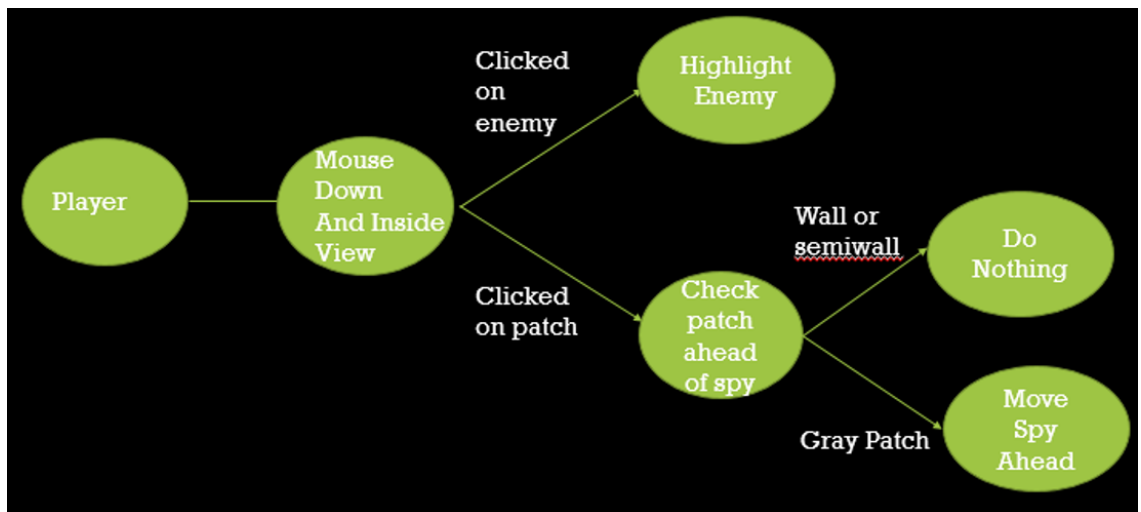 Player
Mouse
Down
And Inside
View
Clicked
on
enemy
Highlight
Enemy
Clicked
on patch
Check
patch
ahead
of spy
Wall or
semiwall
Do
Nothing
Gray Patch
Move
Spy
Ahead